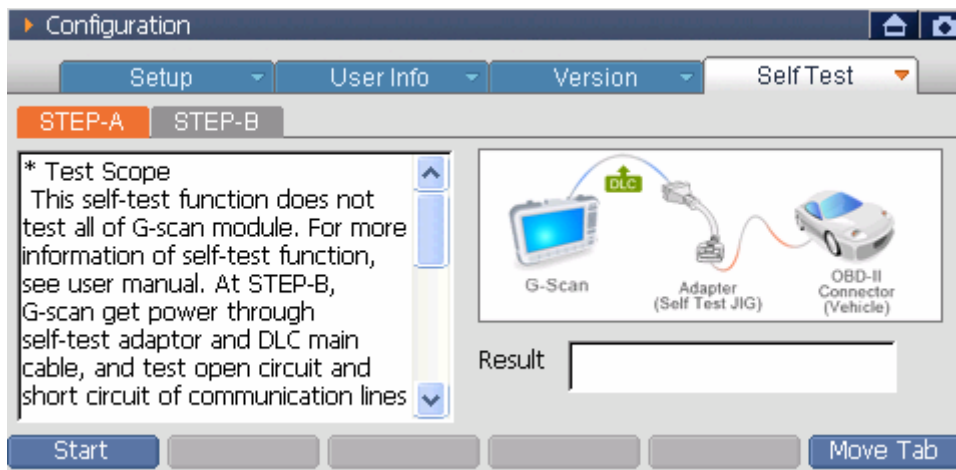 Configuration
Setup
User Info
Version
Self Test
STEP-A
STEP-B
* Test Scope
This self-test function does not
test all of G-scan module. For more
information of self-test function,
see user manual. At STEP-B,
G-scan get power through
self-test adaptor and DLC main
cable, and test open circuit and
short circuit of communication lines
DLC
G-Scan
Adapter
(Self Test JIG)
OBD-II
Connector
(Vehicle)
Result
Start
Move Tab